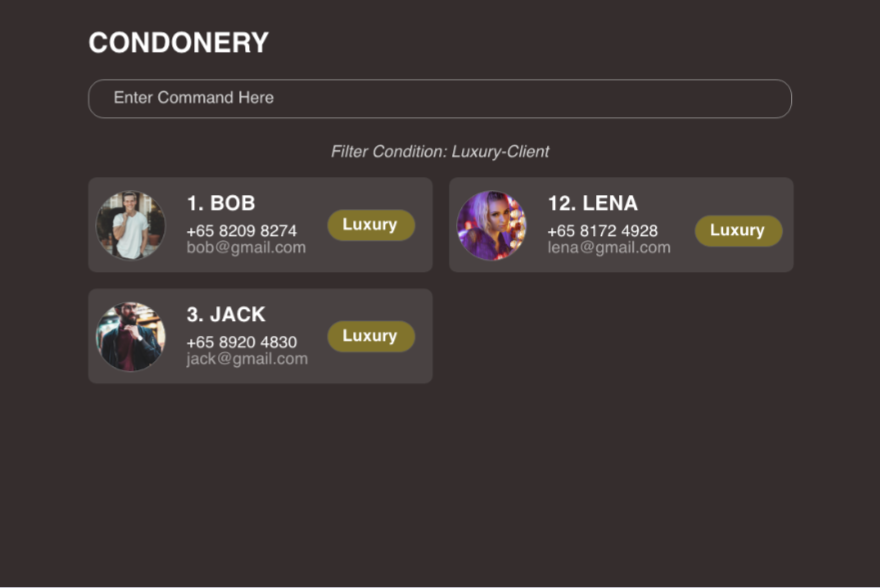 CONDONERY
Enter Command Here
Filter Condition: Luxury-Client
1. BOB
+65 8209 8274
bob@gmail.com
Luxury
12. LENA
+65 8172 4928
lena@gmail.com
Luxury
3. JACK
+65 8920 4830
jack@gmail.com
Luxury